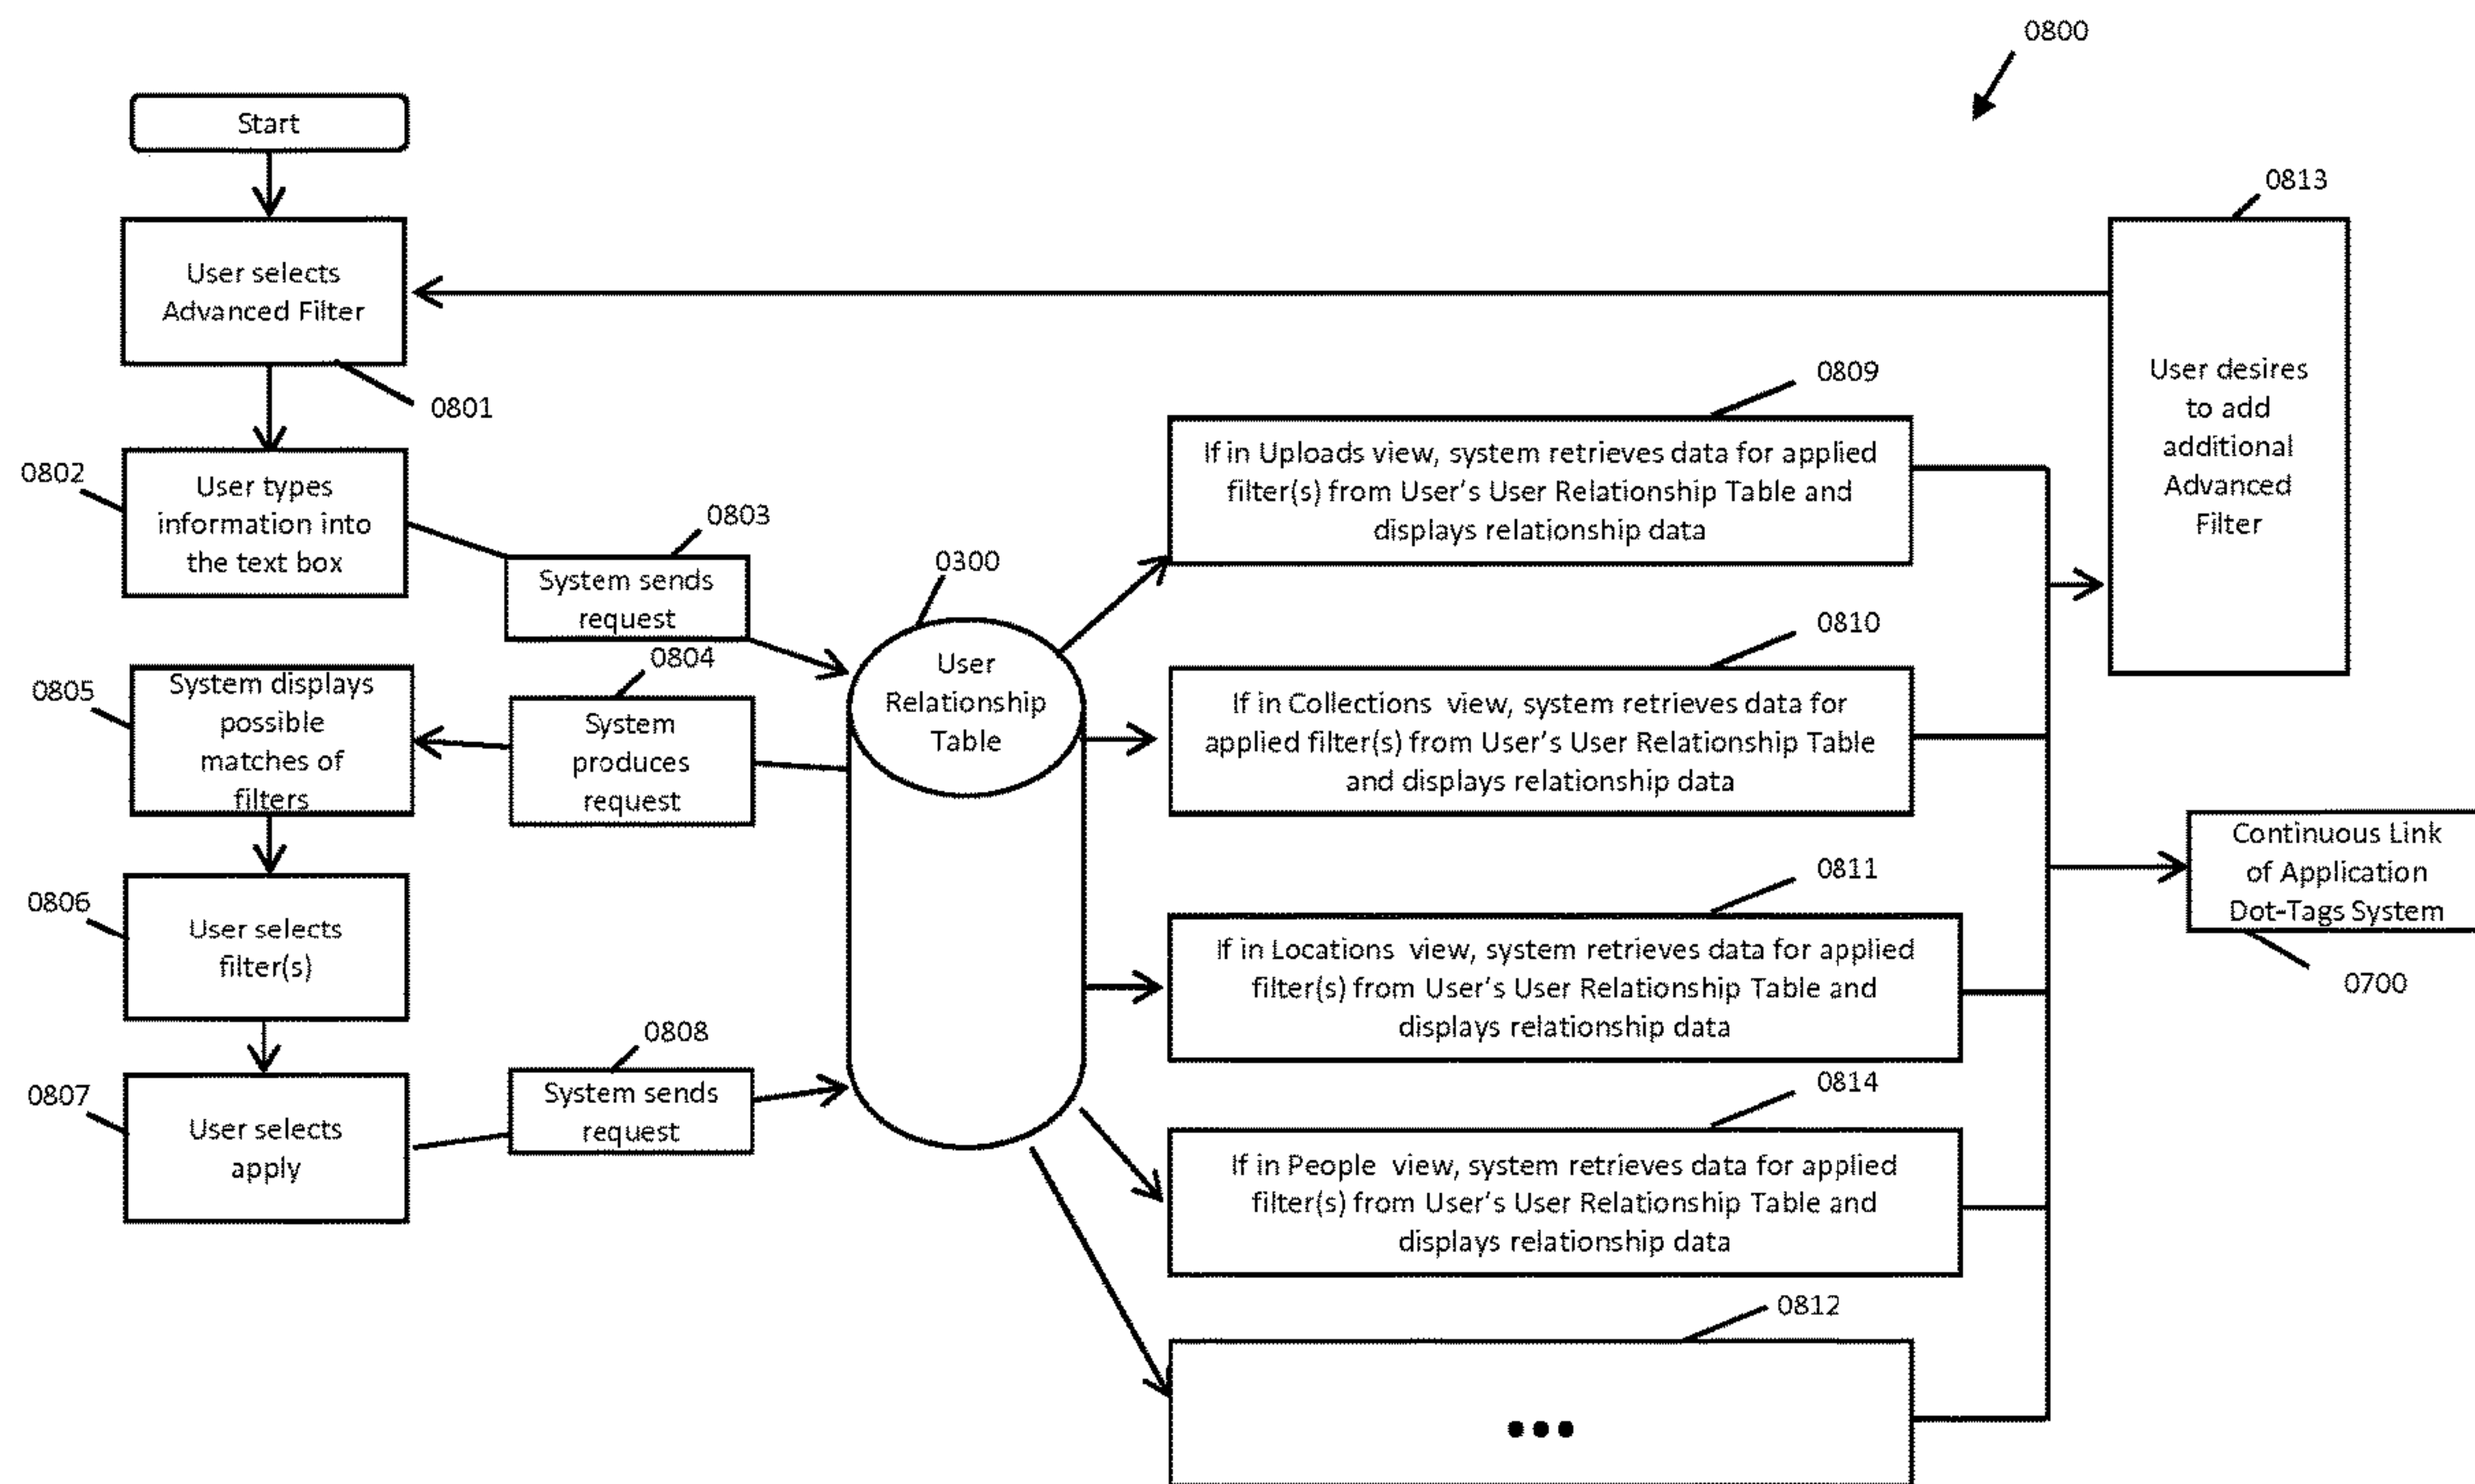 0800
Start
User selects
Advanced Filter
0801
0802
User types
information into
the text box
0803
System sends
request
0804
System
produces
request
0805
System displays
possible
matches of
filters
0806
User selects
filter(s)
0807
User selects
apply
0808
System sends
request
0300
User
Relationship
Table
0809
If in Uploads view, system retrieves data for applied
filter(s) from User's User Relationship Table and
displays relationship data
0810
If in Collections view, system retrieves data for
applied filter(s) from User's User Relationship Table
and displays relationship data
0811
If in Locations view, system retrieves data for applied
filter(s) from User's User Relationship Table and
displays relationship data
0814
If in People view, system retrieves data for applied
filter(s) from User's User Relationship Table and
displays relationship data
0812
•••
0813
User desires
to add
additional
Advanced
Filter
Continuous Link
of Application
Dot-Tags System
0700